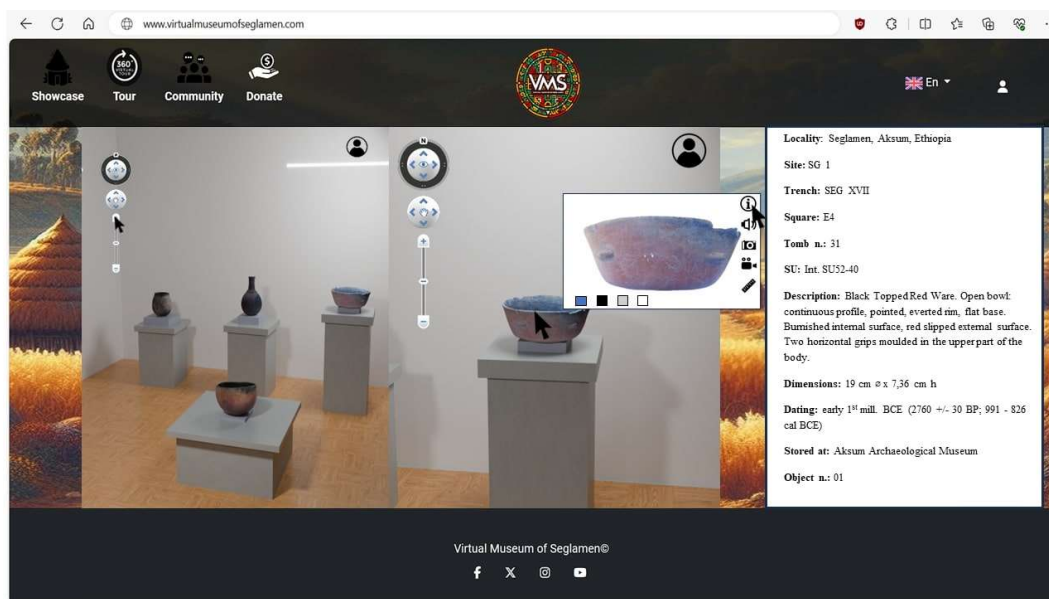 www.virtualmuseumofseglamen.com
360°
VIRTUAL
TOUR
Showcase
Tour
Community
Donate
VMS
En
N
Locality: Seglamen, Aksum, Ethiopia
Site: SG 1
Trench: SEG XVII
Square: E4
Tomb n.: 31
SU: Int. SU52-40
Description: Black Topped Red Ware. Open bowl:
continuous profile, pointed, everted rim, flat base.
Burnished internal surface, red slipped external surface.
Two horizontal grips moulded in the upper part of the
body.
Dimensions: 19 cm ø x 7,36 cm h
Dating: early 1st mill. BCE (2760 +/- 30 BP; 991 - 826
cal BCE)
Stored at: Aksum Archaeological Museum
Object n.: 01
Virtual Museum of Seglamen©